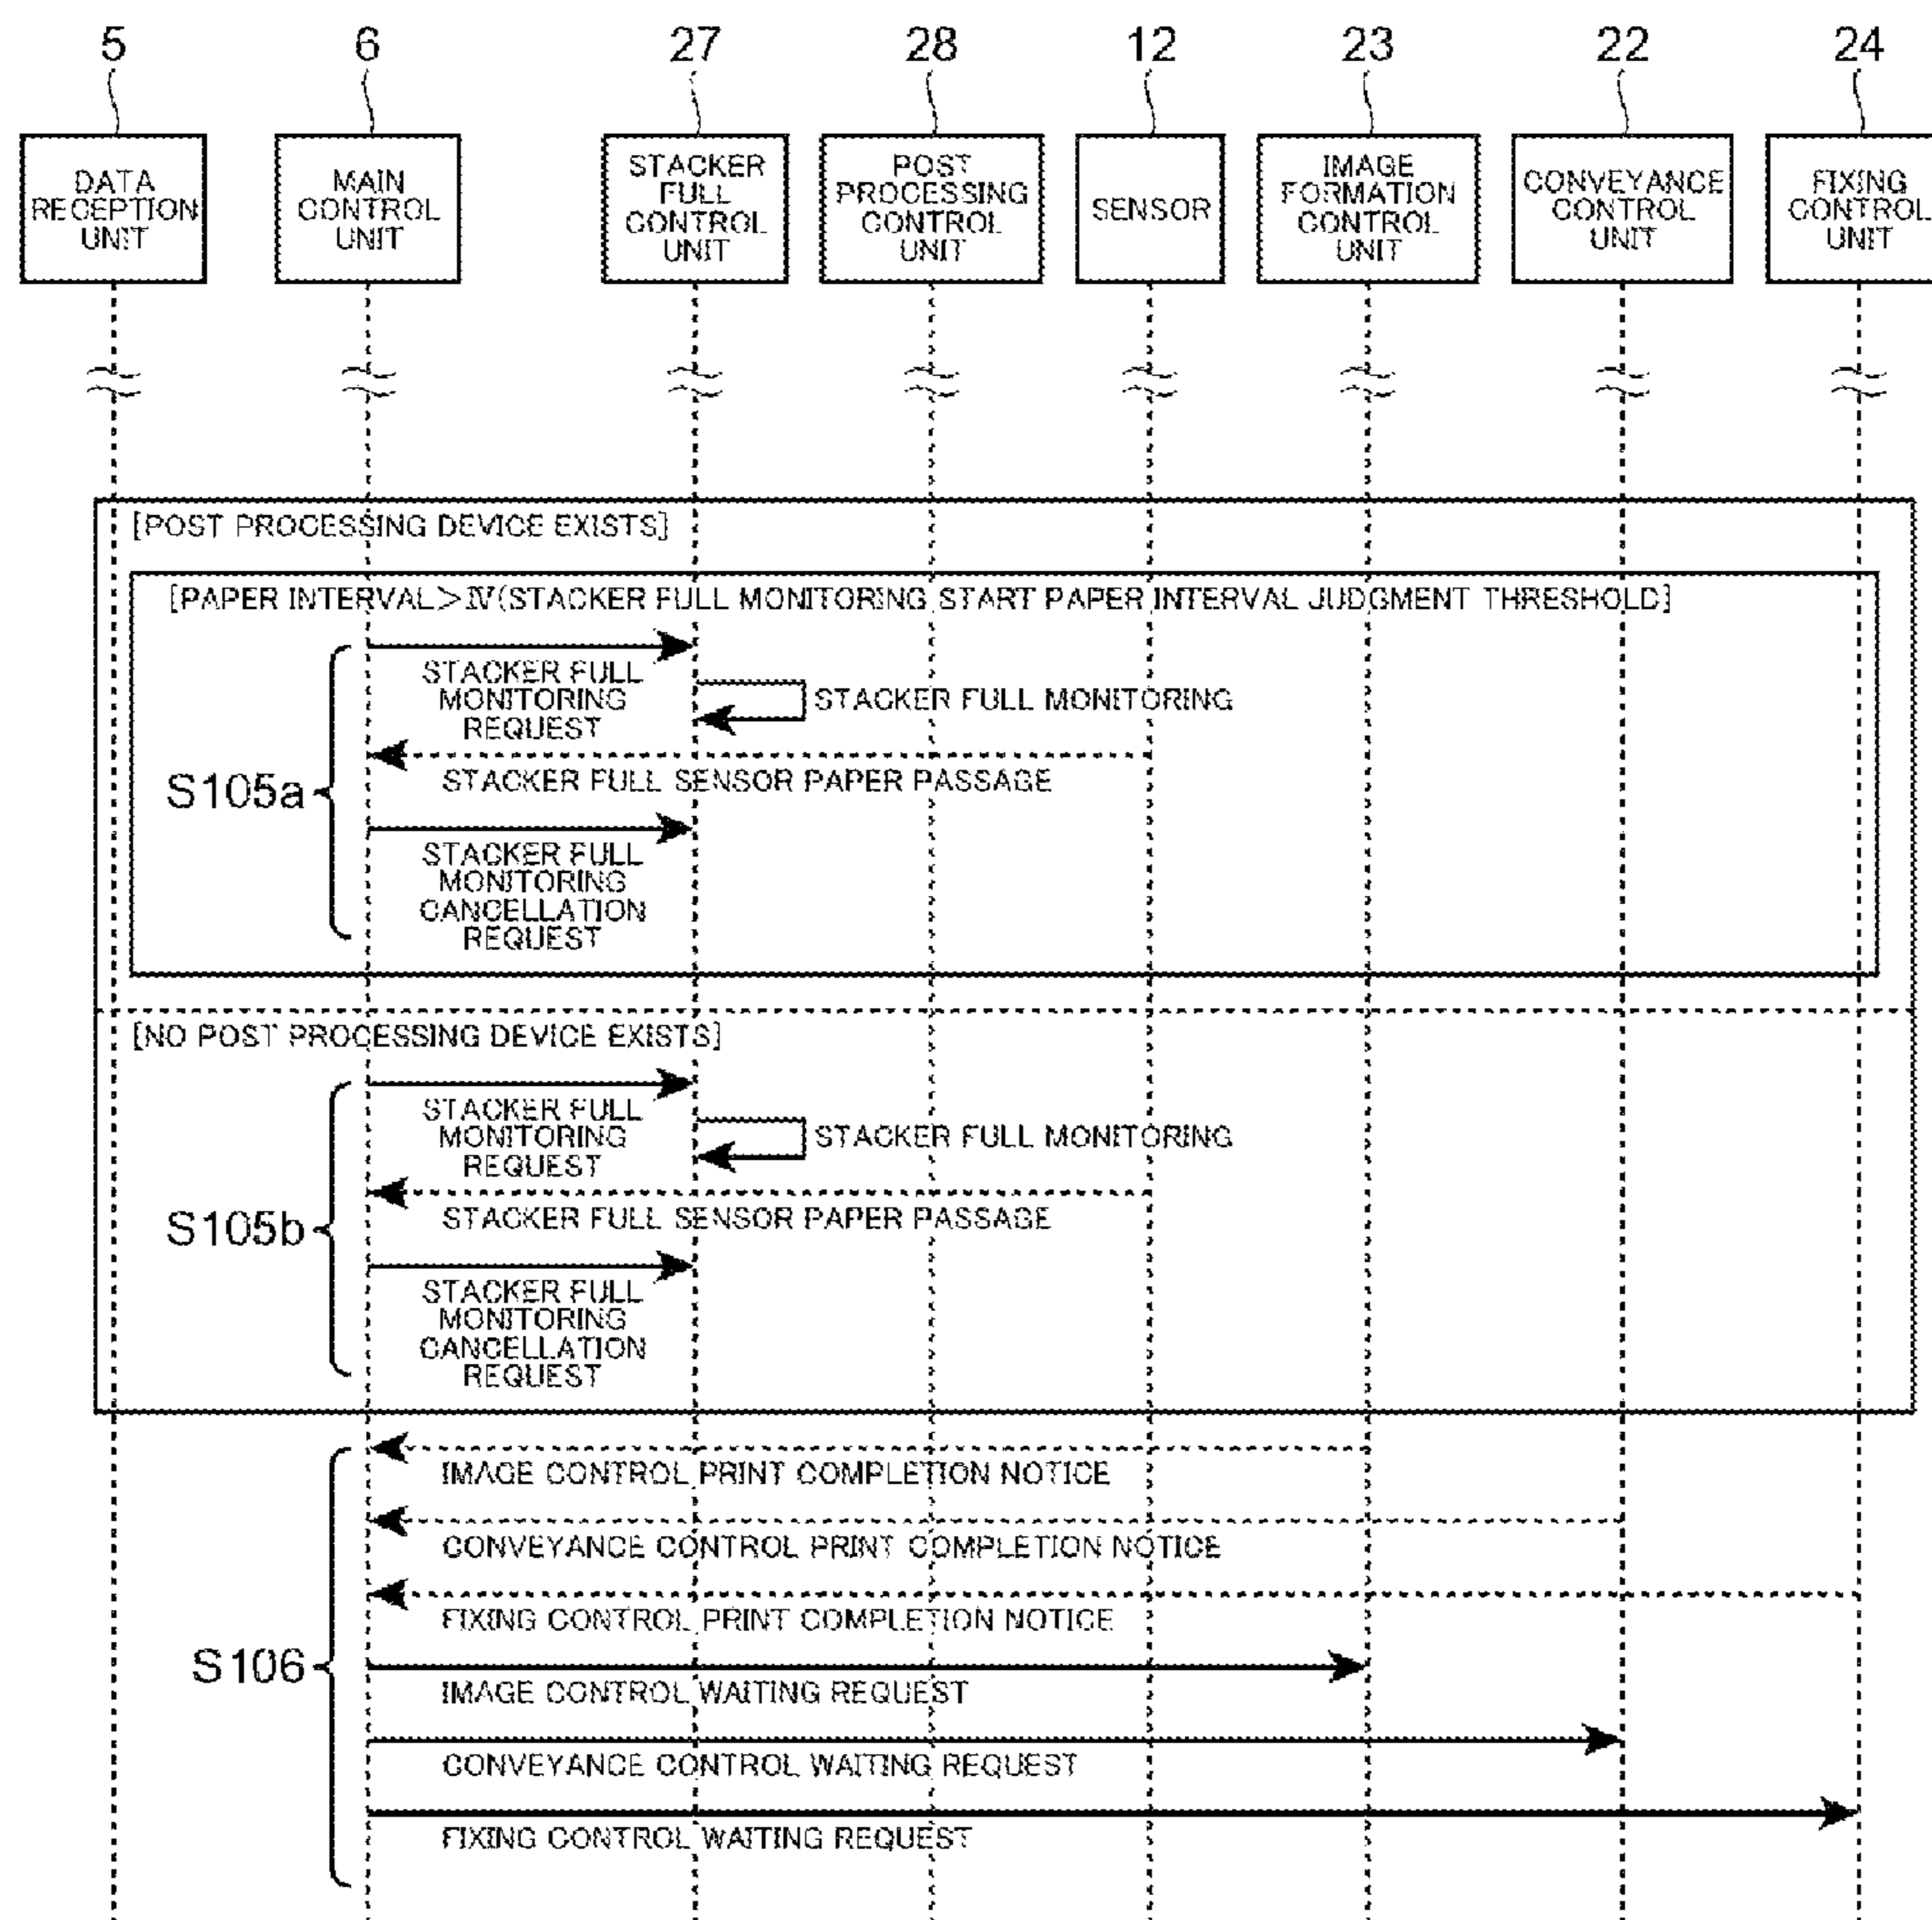 5 6 27 28 12 23 22 24
DATA
RECEPTION
UNIT
MAIN
CONTROL
UNIT
STACKER
FULL
CONTROL
UNIT
POST
PROCESSING
CONTROL
UNIT
SENSOR
IMAGE
FORMATION
CONTROL
UNIT
CONVEYANCE
CONTROL
UNIT
FIXING
CONTROL
UNIT
[POST PROCESSING DEVICE EXISTS]
[PAPER INTERVAL>Ⅳ(STACKER FULL MONITORING START PAPER INTERVAL JUDGMENT THRESHOLD]
STACKER FULL
MONITORING
REQUEST
STACKER FULL MONITORING
STACKER FULL SENSOR PAPER PASSAGE
S105a
STACKER FULL
MONITORING
CANCELLATION
REQUEST
[NO POST PROCESSING DEVICE EXISTS]
STACKER FULL
MONITORING
REQUEST
STACKER FULL MONITORING
STACKER FULL SENSOR PAPER PASSAGE
S105b
STACKER FULL
MONITORING
CANCELLATION
REQUEST
IMAGE CONTROL PRINT COMPLETION NOTICE
CONVEYANCE CONTROL PRINT COMPLETION NOTICE
FIXING CONTROL PRINT COMPLETION NOTICE
S106
IMAGE CONTROL WAITING REQUEST
CONVEYANCE CONTROL WAITING REQUEST
FIXING CONTROL WAITING REQUEST